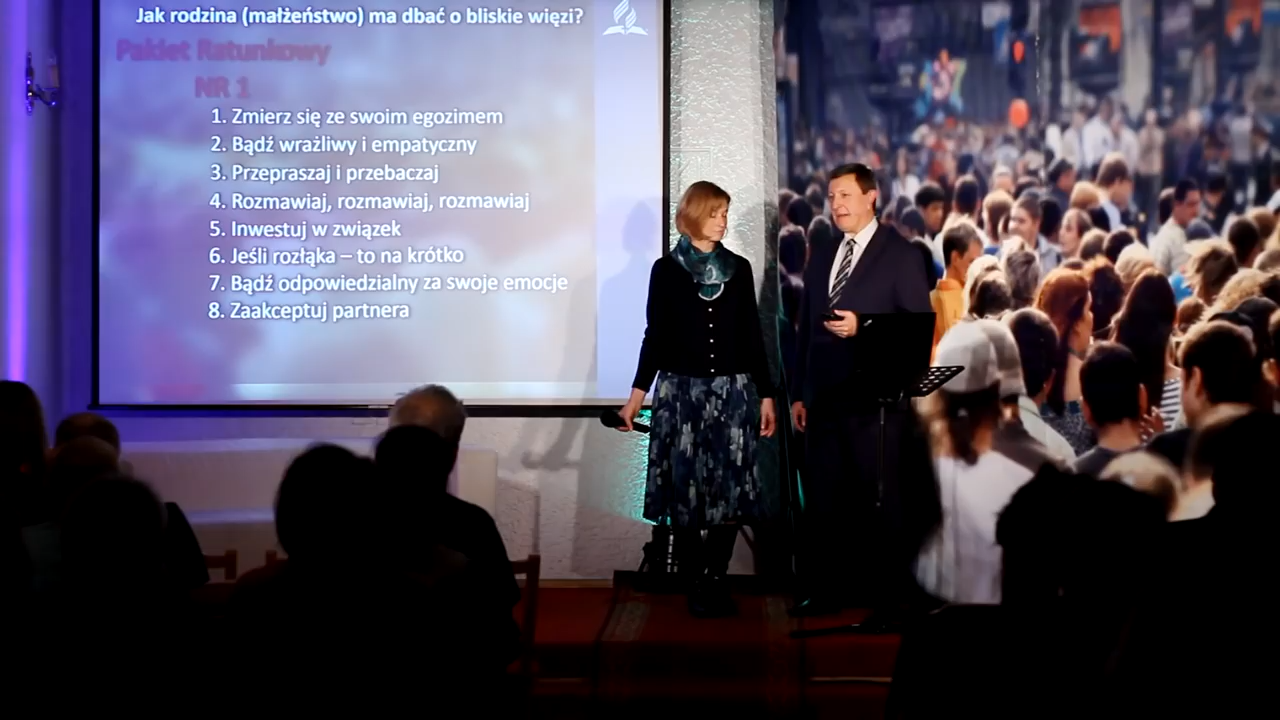 Jak rodzina (małżeństwo) ma dbać o bliskie więzi?
Pakiet Ratunkowy
NR 1
1. Zmierz się ze swoim egozimem
2. Bądź wrażliwy i empatyczny
3. Przepraszaj i przebaczaj
4. Rozmawiaj, rozmawiaj, rozmawiaj
5. Inwestuj w związek
6. Jeśli rozłąka – to na krótko
7. Bądź odpowiedzialny za swoje emocje
8. Zaakceptuj partnera